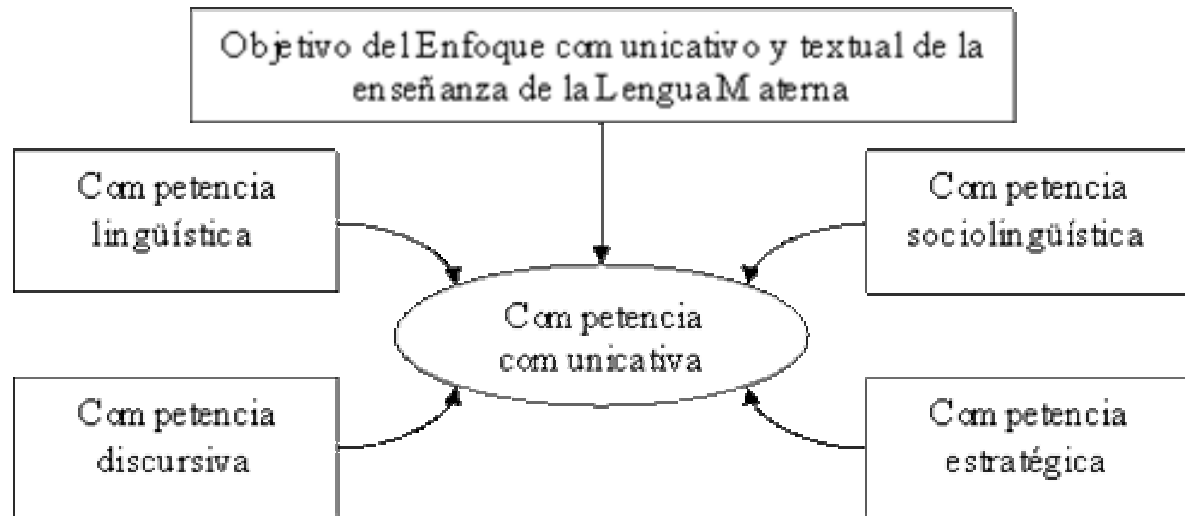 Objetivo del Enfoque comunicativo y textual de la
enseñanza de la Lengua Materna
Competencia
lingüística
Competencia
sociolingüística
Competencia
comunicativa
Competencia
discursiva
Competencia
estratégica